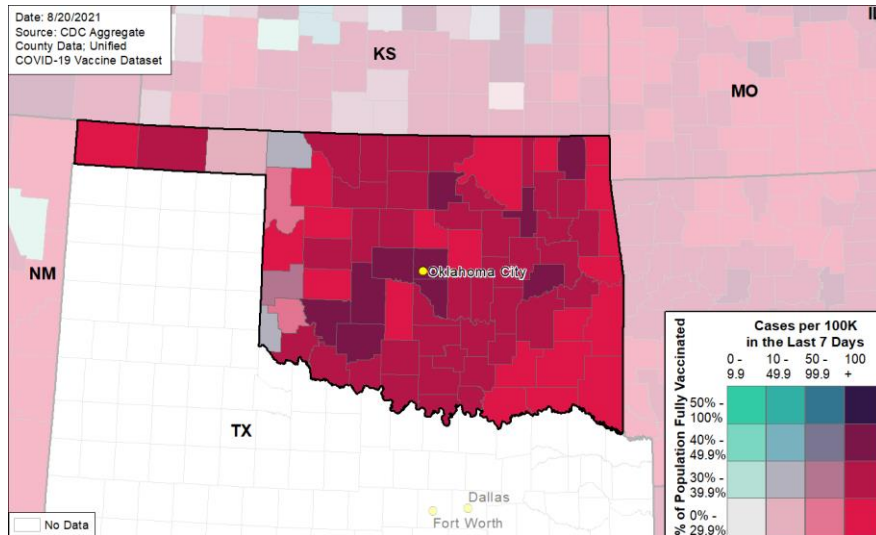 Date: 8/20/2021
Source: CDC Aggregate
County Data; Unified
COVID-19 Vaccine Dataset
KS
IL
MO
NM
Oklahoma City
TX
Dallas
Fort Worth
No Data
% of Population Fully Vaccinated
Cases per 100K
in the Last 7 Days
0 - 9.9
10 - 49.9
50 - 99.9
100 +
50% - 100%
40% - 49.9%
30% - 39.9%
0% - 29.9%